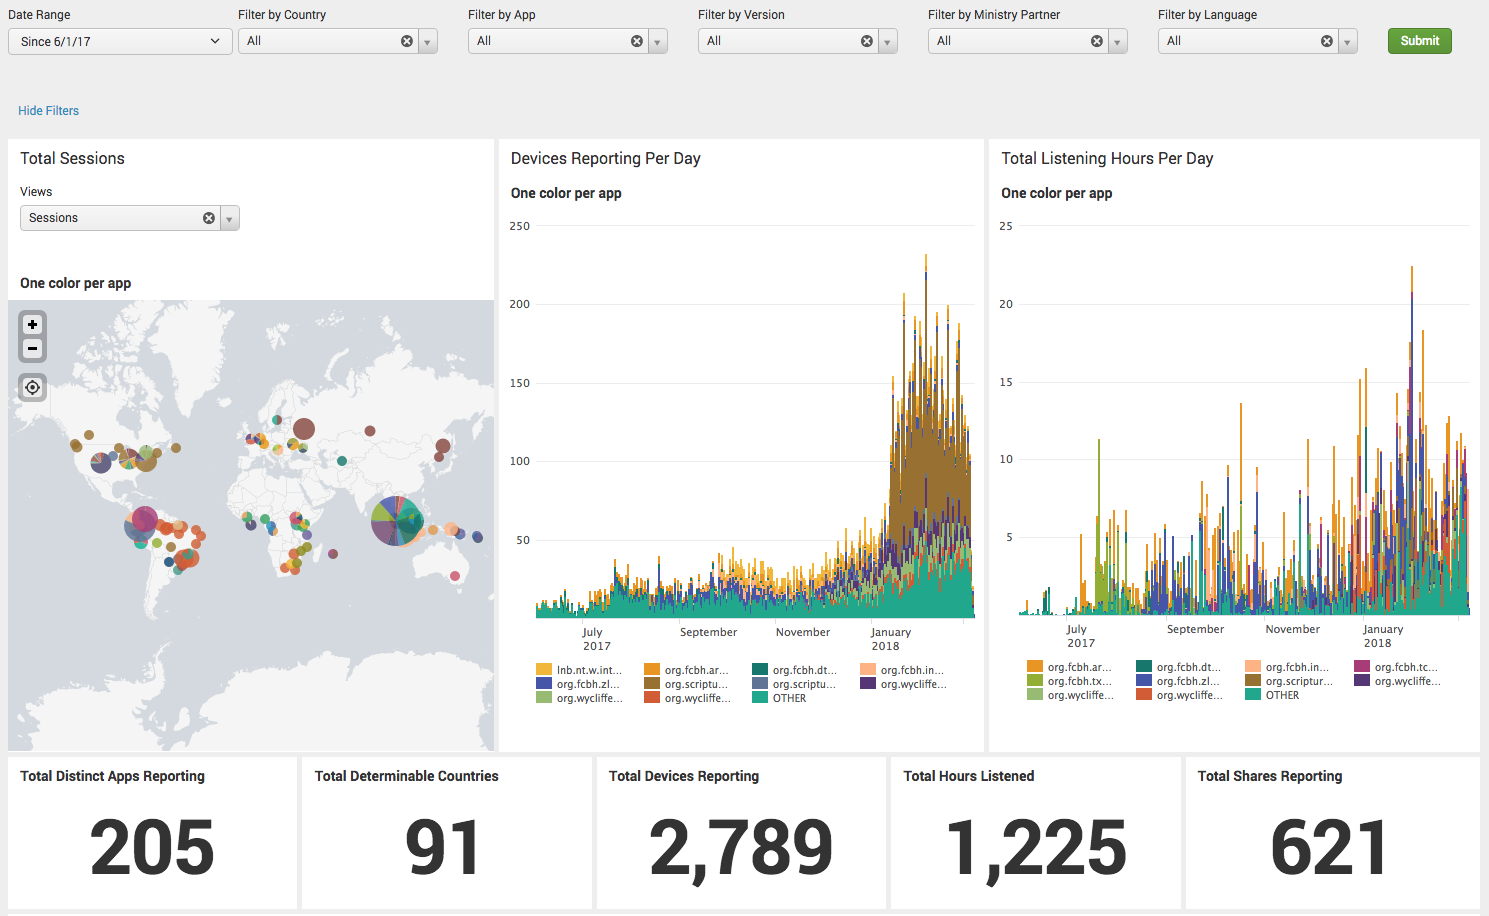 Date Range
Filter by Country
Filter by App
Filter by Version
Filter by Ministry Partner
Filter by Language
Since 6/1/17
All
All
All
All
All
Submit
Hide Filters
Total Sessions
Views
Sessions
One color per app
+
−
Devices Reporting Per Day
One color per app
250
200
150
100
50
July
2017
September
November
January
2018
lnb.nt.w.int...
org.fcbh.ar...
org.fcbh.dt...
org.fcbh.in...
org.fcbh.zl...
org.scriptu...
org.scriptu...
org.wycliffe...
org.wycliffe...
org.wycliffe...
OTHER
Total Listening Hours Per Day
One color per app
25
20
15
10
5
July
2017
September
November
January
2018
org.fcbh.ar...
org.fcbh.dt...
org.fcbh.in...
org.fcbh.tc...
org.fcbh.tx...
org.fcbh.zl...
org.scriptur...
org.wycliffe...
org.wycliffe...
org.wycliffe...
OTHER
Total Distinct Apps Reporting
205
Total Determinable Countries
91
Total Devices Reporting
2,789
Total Hours Listened
1,225
Total Shares Reporting
621